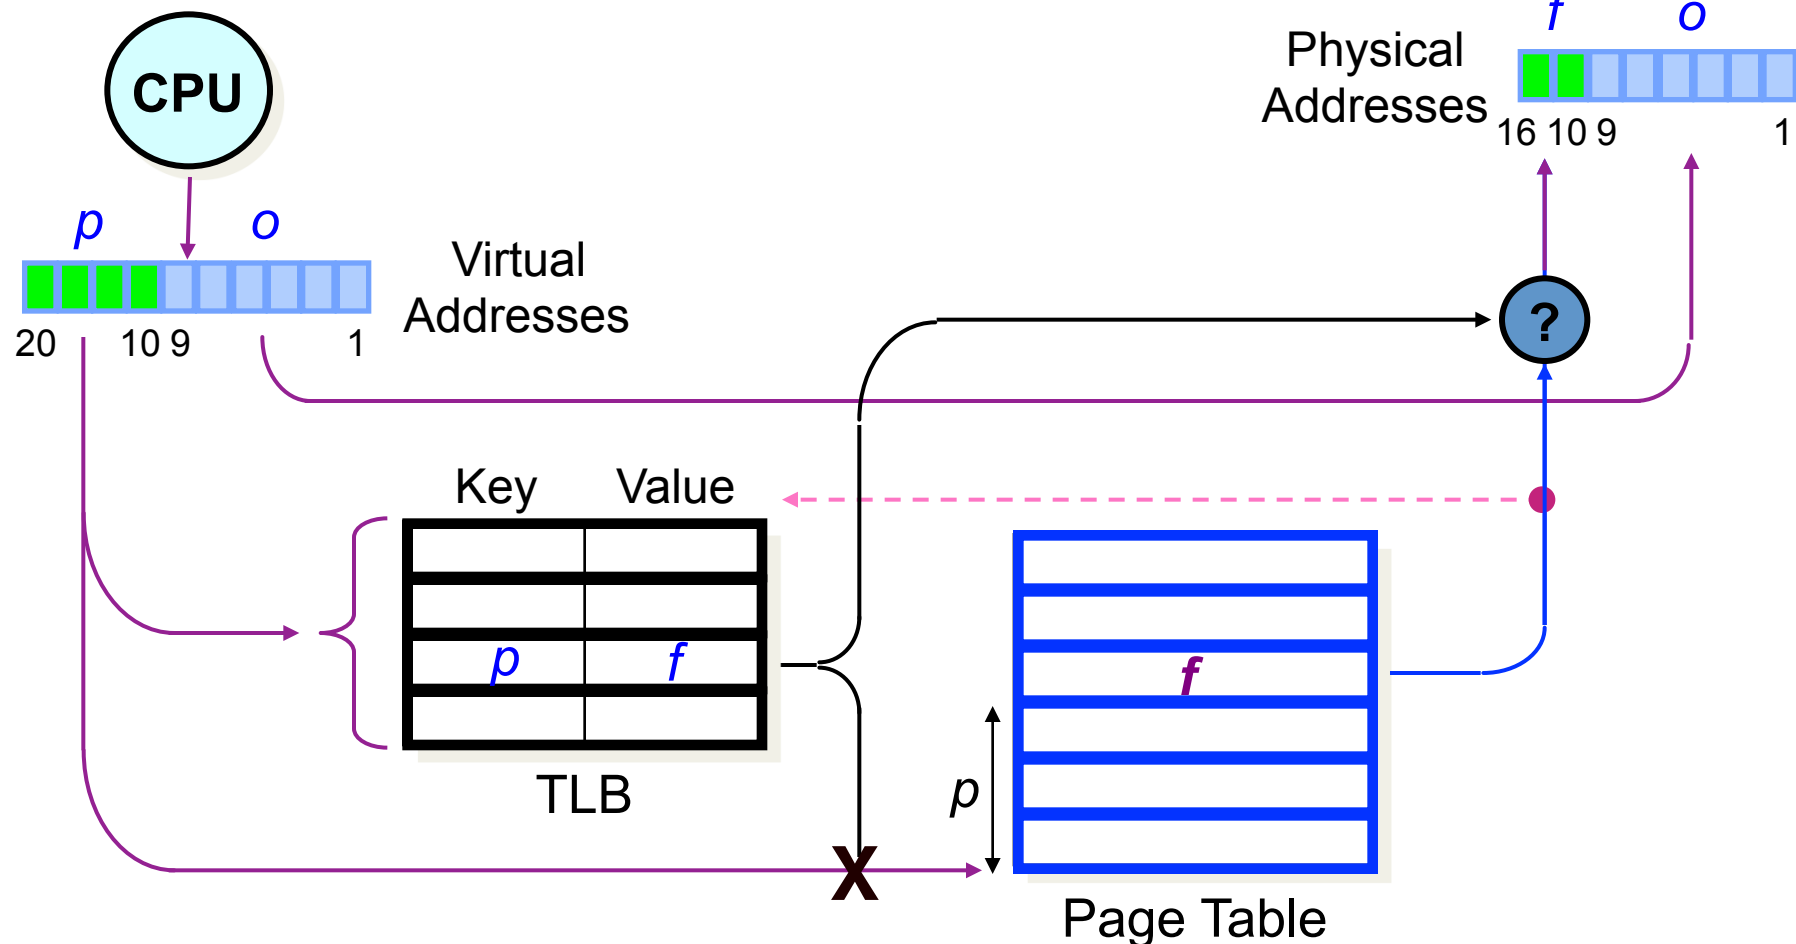 f o
Physical
Addresses
16 10 9 1
CPU
p o
Virtual
Addresses
20 10 9 1
?
Key Value
p f
TLB
f
p
X
Page Table